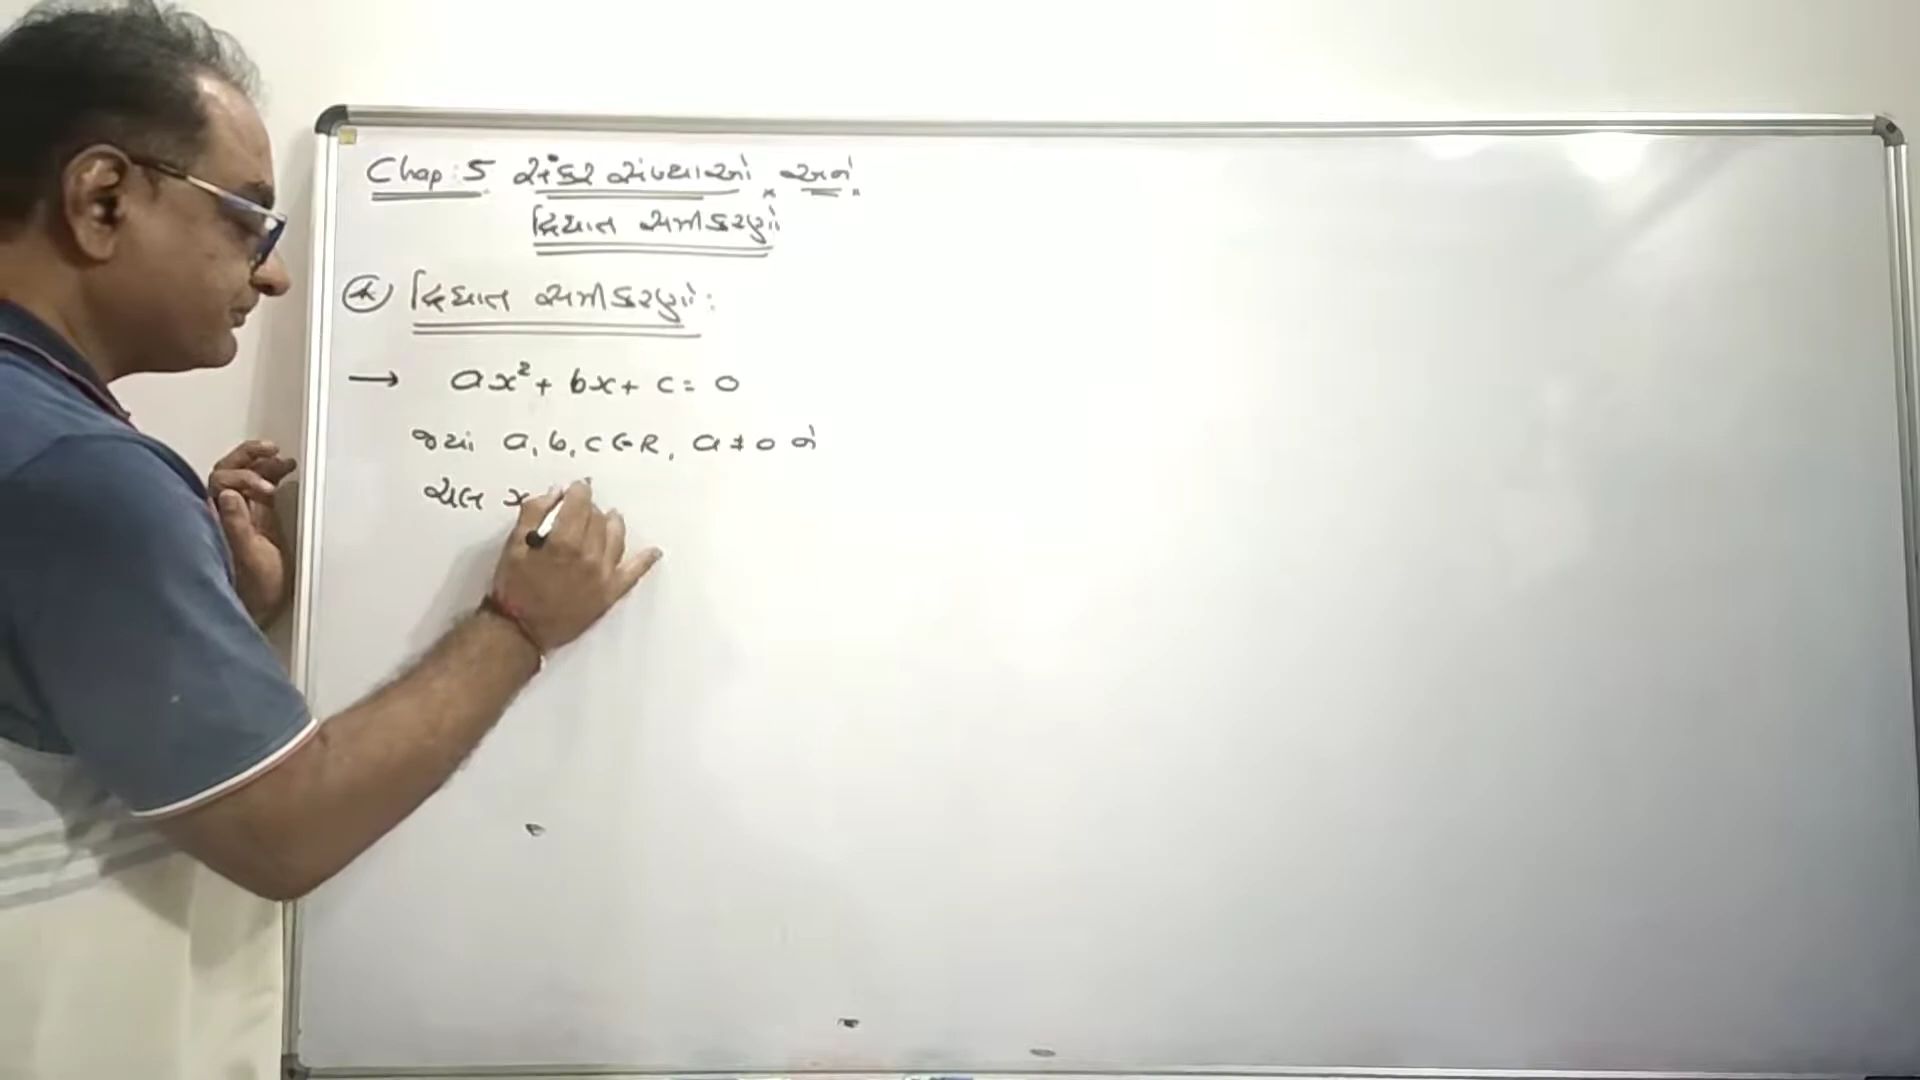 Chap : 5 સંકર સંખ્યાઓ અને
દ્વિઘાત સમીકરણો
* દ્વિઘાત સમીકરણો :
→ ax² + bx + c = 0
જ્યાં a, b, c ∈ R, a ≠ 0 ને
ચલ x